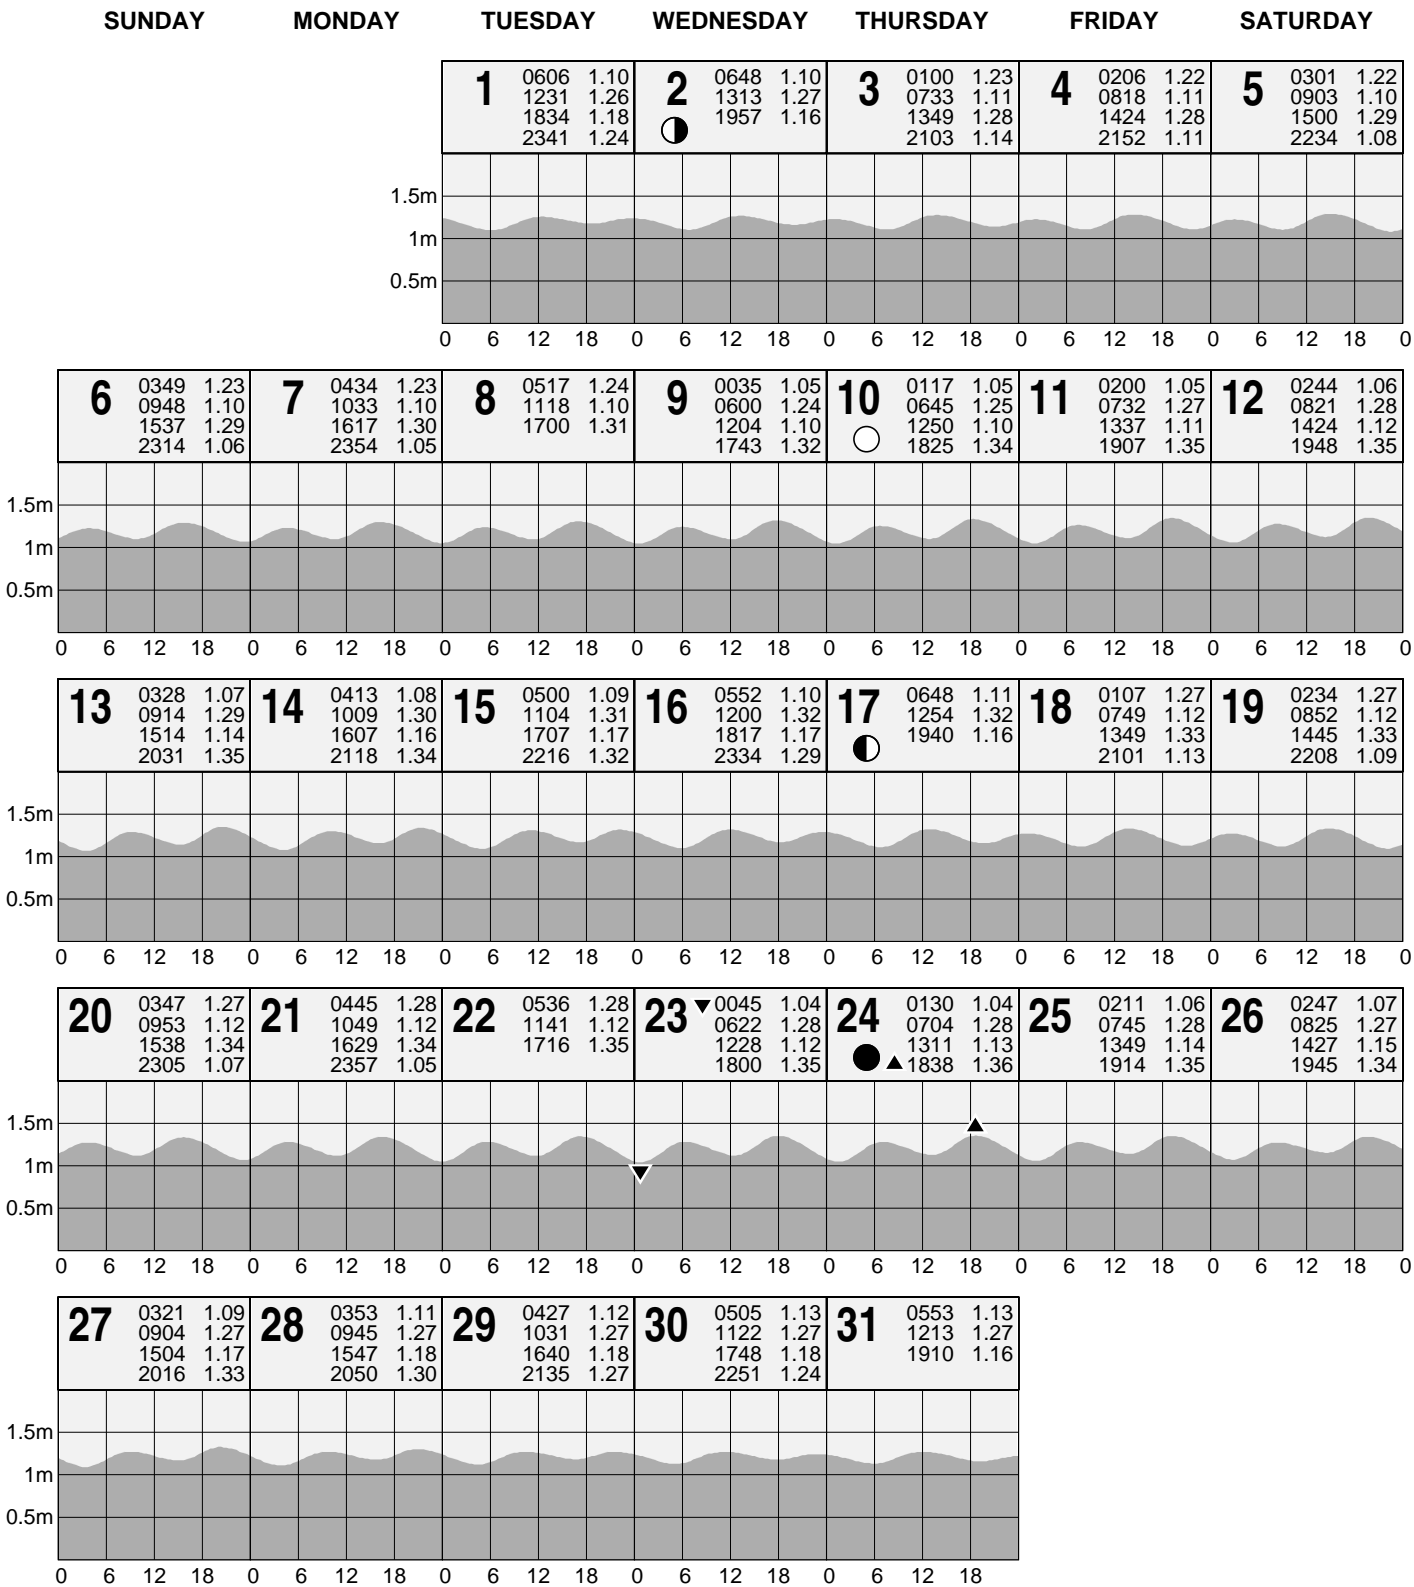 SUNDAY MONDAY TUESDAY WEDNESDAY THURSDAY FRIDAY SATURDAY
1 0606 1.10 2 0648 1.10 3 0100 1.23 4 0206 1.22 5 0301 1.22
1231 1.26 1313 1.27 0733 1.11 0818 1.11 0903 1.10
1834 1.18 1957 1.16 1349 1.28 1424 1.28 1500 1.29
2341 1.24 2103 1.14 2152 1.11 2234 1.08
1.5m
1m
0.5m
0 6 12 18 0 6 12 18 0 6 12 18 0 6 12 18 0 6 12 18 0
6 0349 1.23 7 0434 1.23 8 0517 1.24 9 0035 1.05 10 0117 1.05 11 0200 1.05 12 0244 1.06
0948 1.10 1033 1.10 1118 1.10 0600 1.24 0645 1.25 0732 1.27 0821 1.28
1537 1.29 1617 1.30 1700 1.31 1204 1.10 1250 1.10 1337 1.11 1424 1.12
2314 1.06 2354 1.05 1743 1.32 1825 1.34 1907 1.35 1948 1.35
1.5m
1m
0.5m
0 6 12 18 0 6 12 18 0 6 12 18 0 6 12 18 0 6 12 18 0 6 12 18 0 6 12 18 0
13 0328 1.07 14 0413 1.08 15 0500 1.09 16 0552 1.10 17 0648 1.11 18 0107 1.27 19 0234 1.27
0914 1.29 1009 1.30 1104 1.31 1200 1.32 1254 1.32 0749 1.12 0852 1.12
1514 1.14 1607 1.16 1707 1.17 1817 1.17 1940 1.16 1349 1.33 1445 1.33
2031 1.35 2118 1.34 2216 1.32 2334 1.29 2101 1.13 2208 1.09
1.5m
1m
0.5m
0 6 12 18 0 6 12 18 0 6 12 18 0 6 12 18 0 6 12 18 0 6 12 18 0 6 12 18 0
20 0347 1.27 21 0445 1.28 22 0536 1.28 23 0045 1.04 24 0130 1.04 25 0211 1.06 26 0247 1.07
0953 1.12 1049 1.12 1141 1.12 0622 1.28 0704 1.28 0745 1.28 0825 1.27
1538 1.34 1629 1.34 1716 1.35 1228 1.12 1311 1.13 1349 1.14 1427 1.15
2305 1.07 2357 1.05 1800 1.35 1838 1.36 1914 1.35 1945 1.34
1.5m
1m
0.5m
0 6 12 18 0 6 12 18 0 6 12 18 0 6 12 18 0 6 12 18 0 6 12 18 0 6 12 18 0
27 0321 1.09 28 0353 1.11 29 0427 1.12 30 0505 1.13 31 0553 1.13
0904 1.27 0945 1.27 1031 1.27 1122 1.27 1213 1.27
1504 1.17 1547 1.18 1640 1.18 1748 1.18 1910 1.16
2016 1.33 2050 1.30 2135 1.27 2251 1.24
1.5m
1m
0.5m
0 6 12 18 0 6 12 18 0 6 12 18 0 6 12 18 0 6 12 18